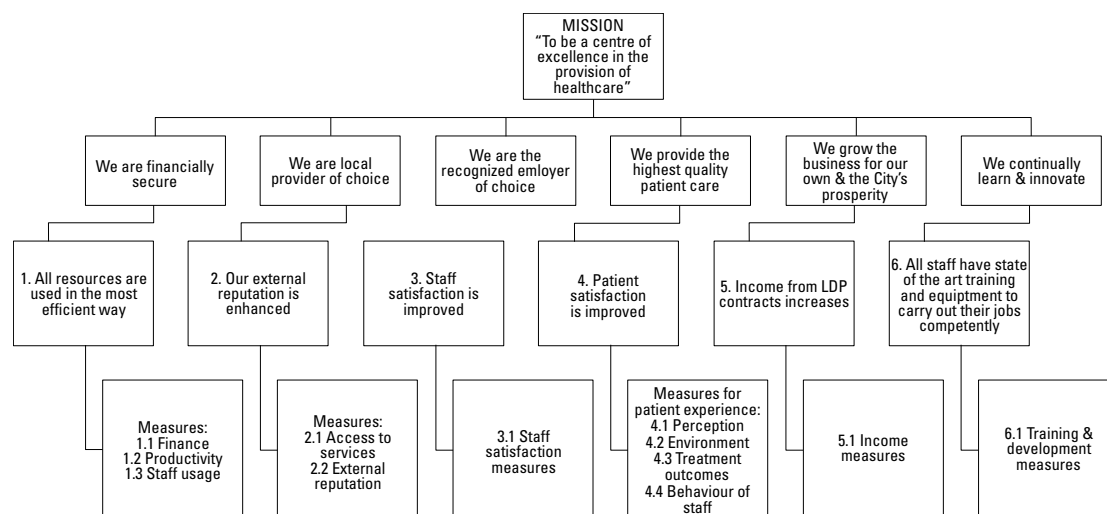 MISSION
“To be a centre of
excellence in the
provision of
healthcare”
We are financially
secure
We are local
provider of choice
We are the
recognized emloyer
of choice
We provide the
highest quality
patient care
We grow the
business for our
own & the City’s
prosperity
We continually
learn & innovate
1. All resources are
used in the most
efficient way
2. Our external
reputation is
enhanced
3. Staff
satisfaction is
improved
4. Patient
satisfaction
is improved
5. Income from LDP
contracts increases
6. All staff have state
of the art training
and equiptment to
carry out their jobs
competently
Measures:
1.1 Finance
1.2 Productivity
1.3 Staff usage
Measures:
2.1 Access to
services
2.2 External
reputation
3.1 Staff
satisfaction
measures
Measures for
patient experience:
4.1 Perception
4.2 Environment
4.3 Treatment
outcomes
4.4 Behaviour of
staff
5.1 Income
measures
6.1 Training &
development
measures